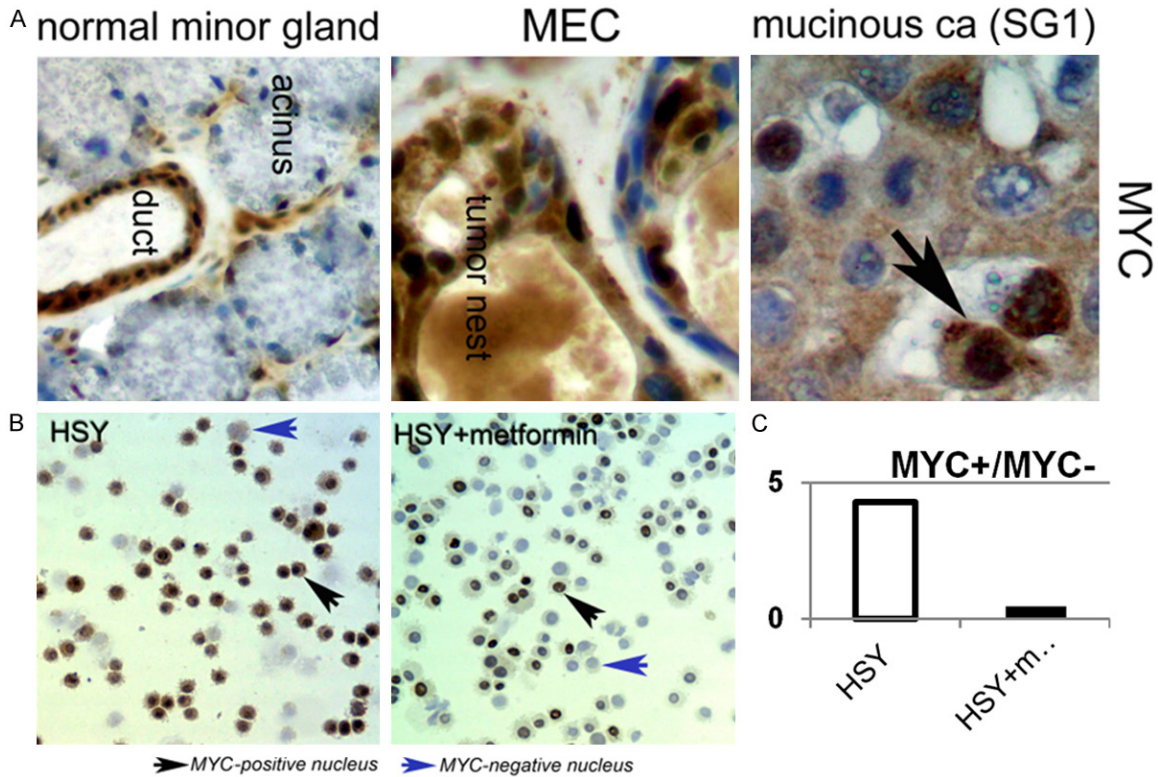 A
normal minor gland
MEC
mucinous ca (SG1)
acinus
duct
tumor nest
MYC
B
HSY
HSY+metformin
C
MYC+/MYC-
5
0
HSY
HSY+m...
MYC-positive nucleus
MYC-negative nucleus